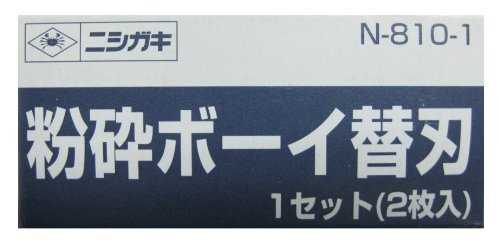 ニシガキ
N-810-1
粉砕ボーイ替刃
1セット(2枚入)